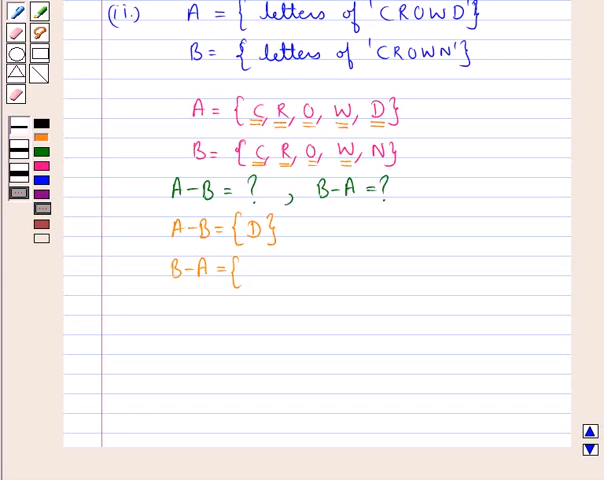 (ii). A = { letters of 'CROWD'}
B = { letters of 'CROWN'}
A = { C, R, O, W, D}
B = { C, R, O, W, N}
A-B = ? , B-A = ?
A-B = { D }
B-A = {